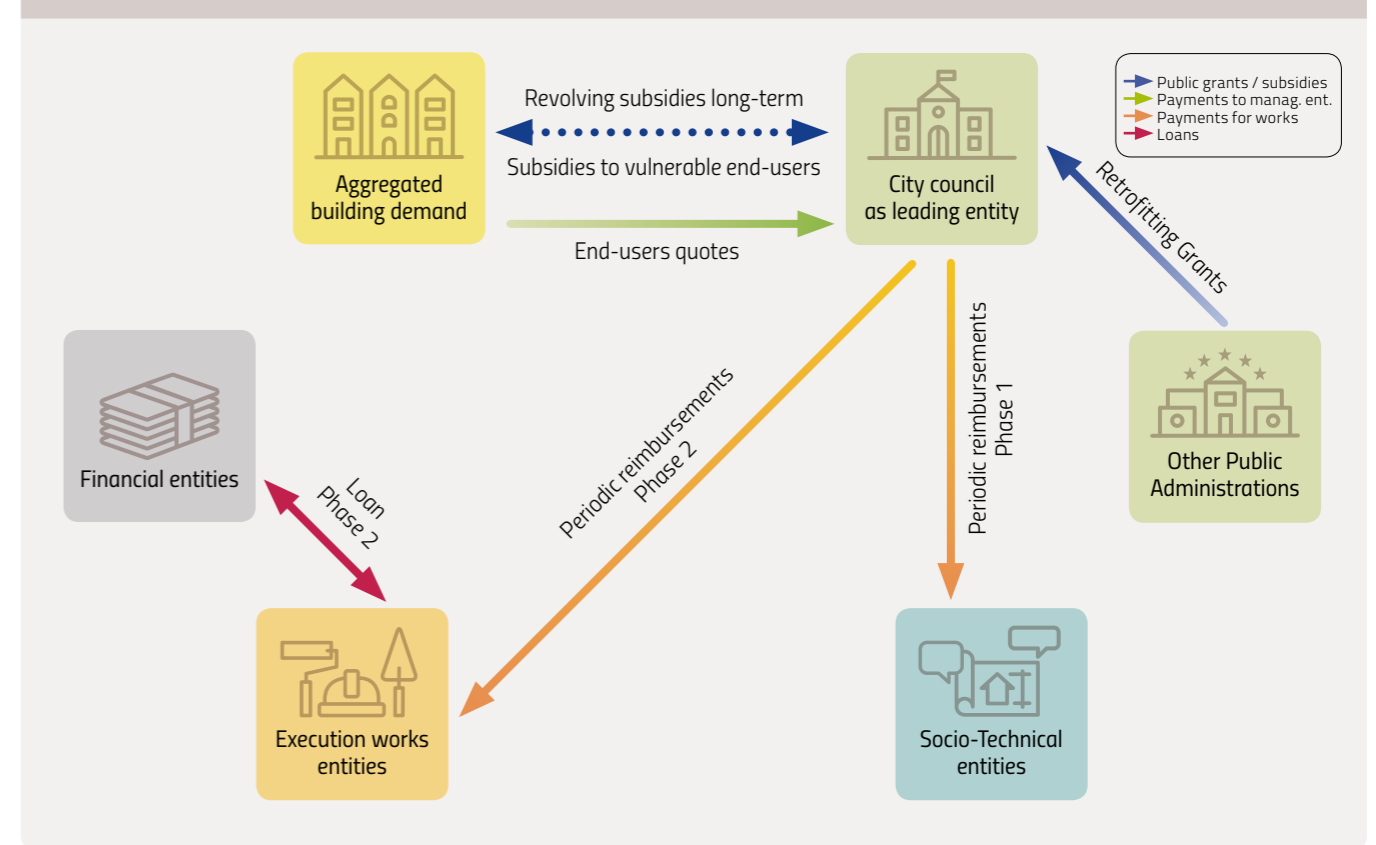 Revolving subsidies long-term
Subsidies to vulnerable end-users
End-users quotes
Aggregated
building demand
City council
as leading entity
Public grants / subsidies
Payments to manag. ent.
Payments for works
Loans
Retrofitting Grants
Financial entities
Loan
Phase 2
Periodic reimbursements
Phase 2
Periodic reimbursements
Phase 1
Other Public
Administrations
Execution works
entities
Socio-Technical
entities